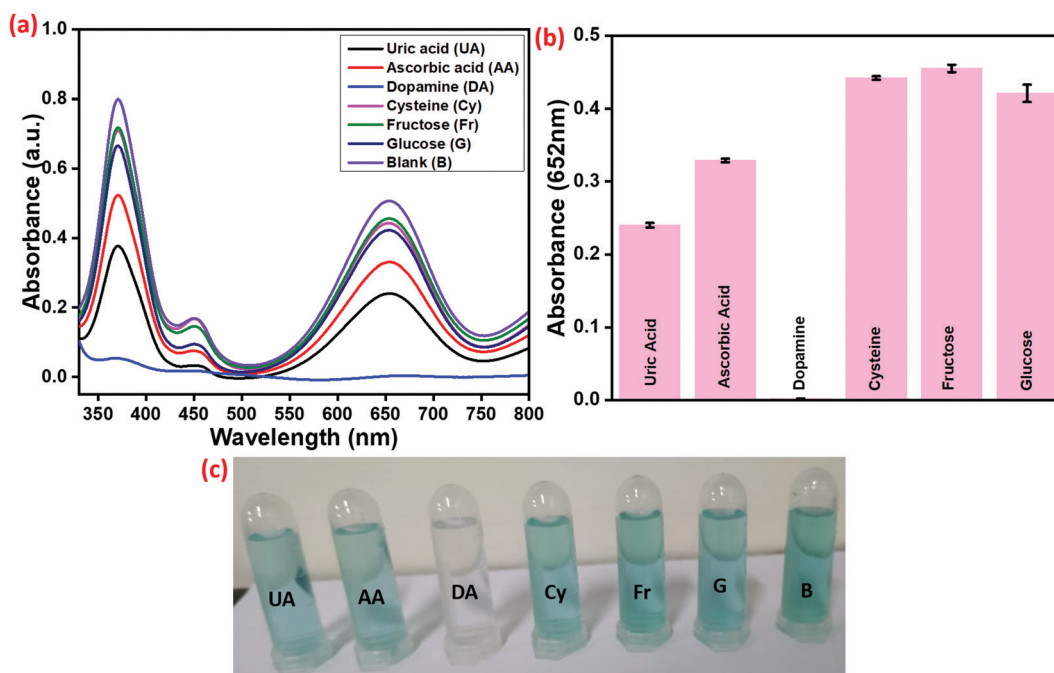 (a)
1.0
0.8
0.6
0.4
0.2
0.0
Absorbance (a.u.)
Uric acid (UA)
Ascorbic acid (AA)
Dopamine (DA)
Cysteine (Cy)
Fructose (Fr)
Glucose (G)
Blank (B)
350 400 450 500 550 600 650 700 750 800
Wavelength (nm)
(b)
0.5
0.4
0.3
0.2
0.1
0.0
Absorbance (652nm)
Uric Acid
Ascorbic Acid
Dopamine
Cysteine
Fructose
Glucose
(c)
UA AA DA Cy Fr G B